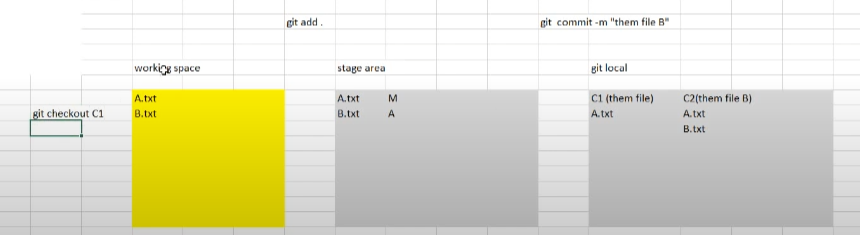 git add .
git commit -m "them file B"
working space
stage area
git local
A.txt
A.txt M
C1 (them file)
C2(them file B)
git checkout C1
B.txt
B.txt A
A.txt
A.txt
B.txt